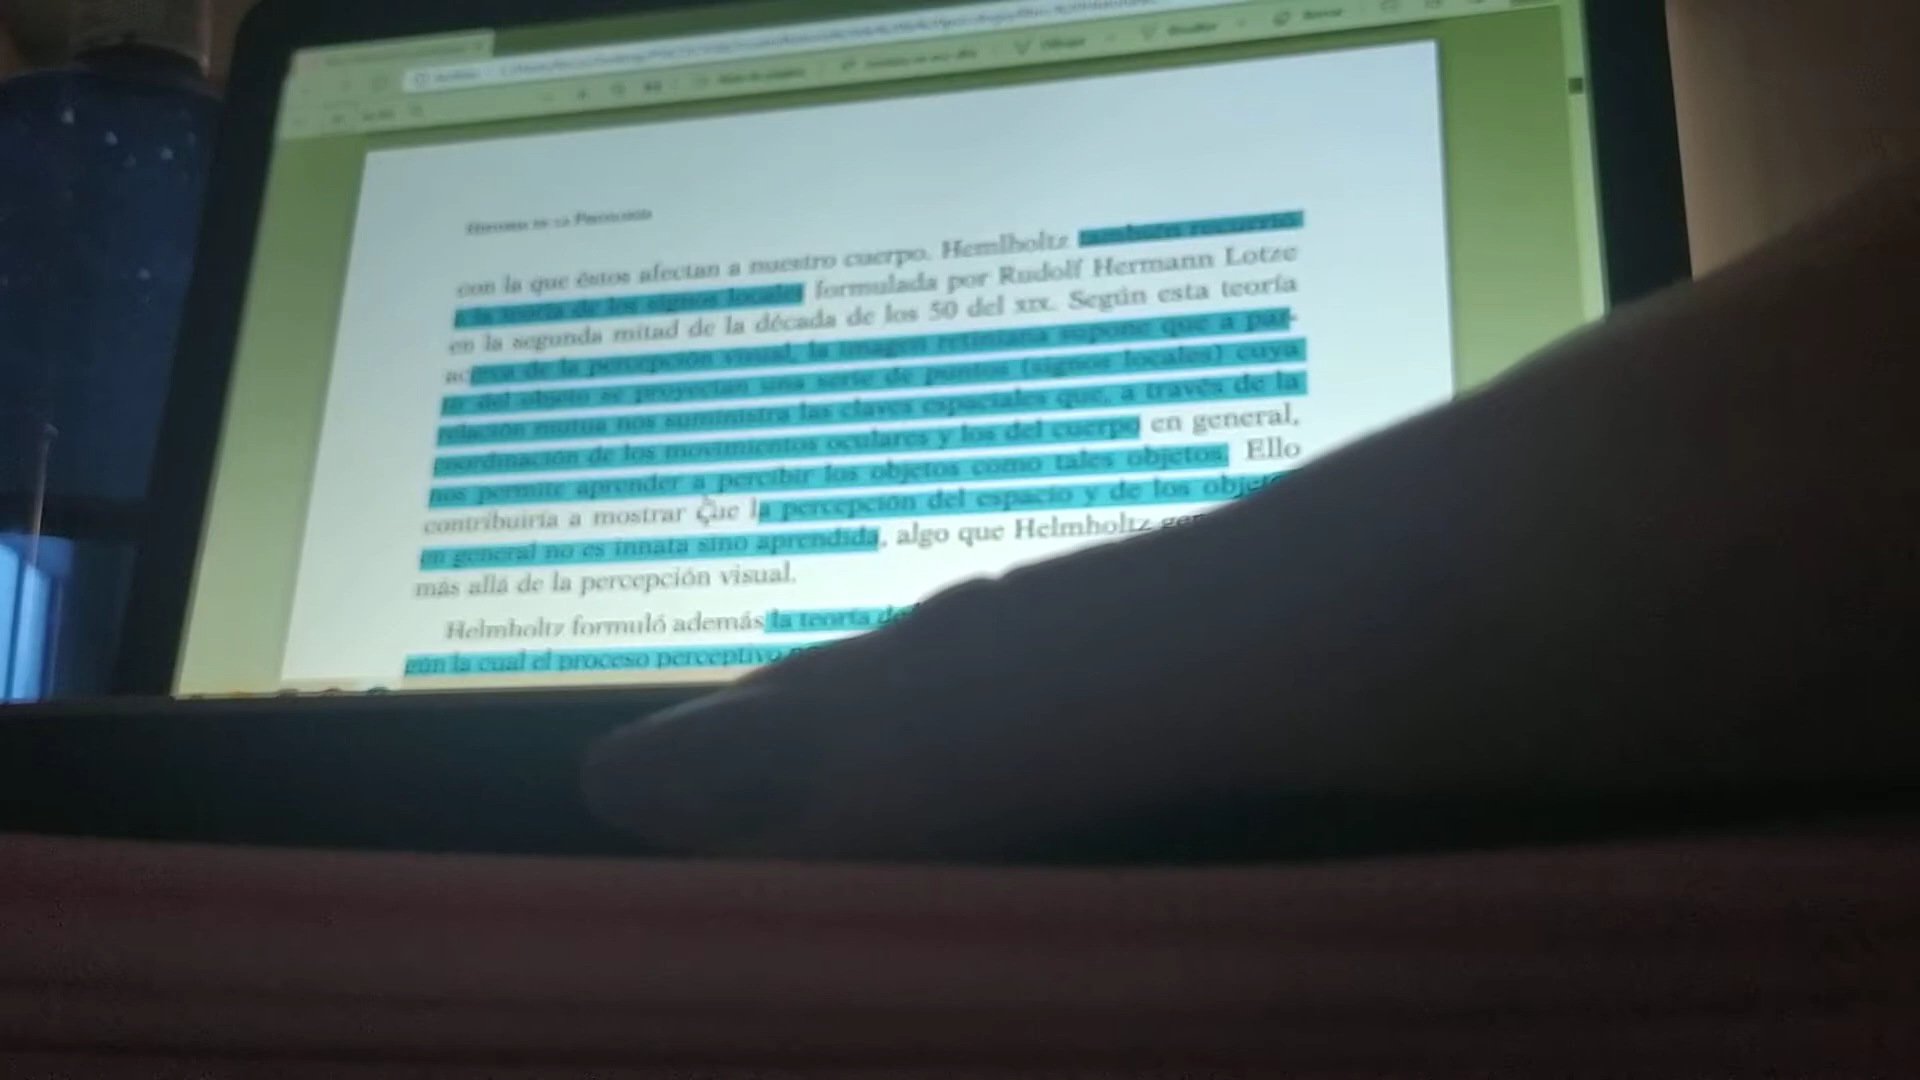 Historia de la Psicología
con la que éstos afectan a nuestro cuerpo. Hemlholtz también recurrió
a la teoría de los signos locales formulada por Rudolf Hermann Lotze
en la segunda mitad de la década de los 50 del XIX. Según esta teoría
acerca de la percepción visual, la imagen retiniana supone que a par-
tir del objeto se proyectan una serie de puntos (signos locales) cuya
relación mutua nos suministra las claves espaciales que, a través de la
coordinación de los movimientos oculares y los del cuerpo en general,
nos permite aprender a percibir los objetos como tales objetos. Ello
contribuiría a mostrar que la percepción del espacio y de los objetos
en general no es innata sino aprendida, algo que Helmholtz
más allá de la percepción visual.
Helmholtz formuló además la teoría de
gún la cual el proceso perceptivo